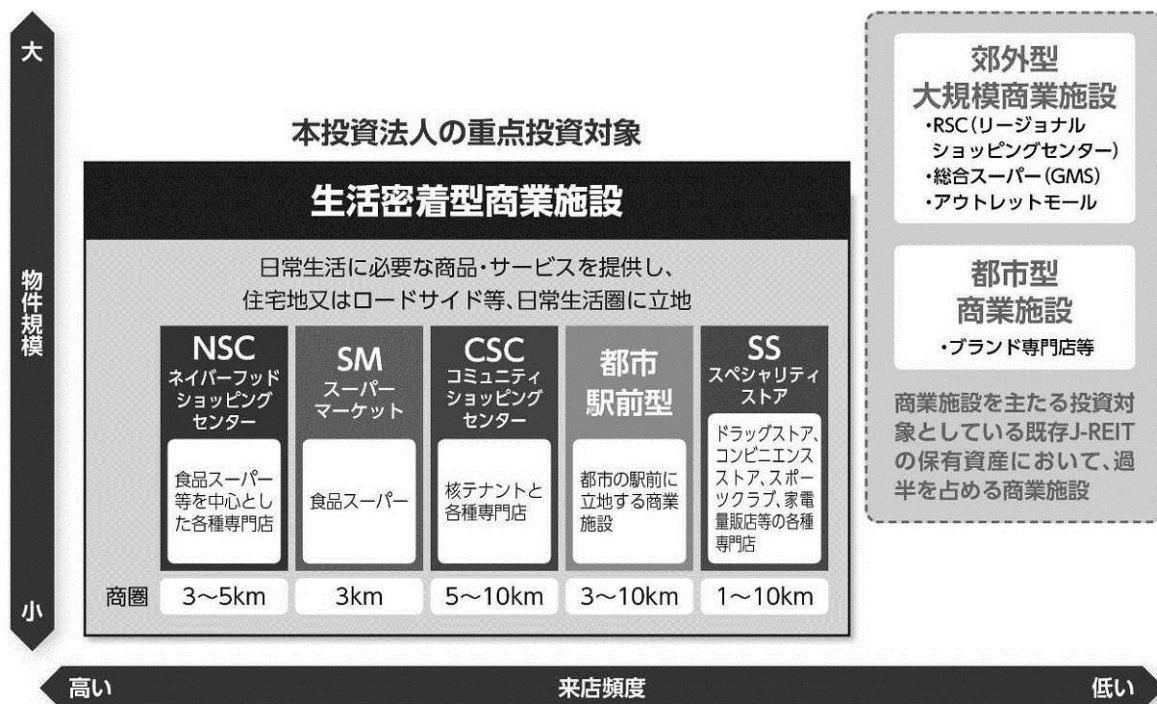 大
物件規模
小
本投資法人の重点投資対象
生活密着型商業施設
日常生活に必要な商品・サービスを提供し、
住宅地又はロードサイド等、日常生活圏に立地
NSC
ネイバーフッド
ショッピング
センター
食品スーパー
等を中心とし
た各種専門店
SM
スーパー
マーケット
食品スーパー
CSC
コミュニティ
ショッピング
センター
核テナントと
各種専門店
都市
駅前型
都市の駅前に
立地する商業
施設
SS
スペシャリティ
ストア
ドラッグストア、
コンビニエンス
ストア、スポー
ツクラブ、家電
量販店等の各種
専門店
商圏 3〜5km 3km 5〜10km 3〜10km 1〜10km
郊外型
大規模商業施設
・RSC(リージョナル
ショッピングセンター)
・総合スーパー(GMS)
・アウトレットモール
都市型
商業施設
・ブランド専門店等
商業施設を主たる投資対
象としている既存J-REIT
の保有資産において、過
半を占める商業施設
高い 来店頻度 低い